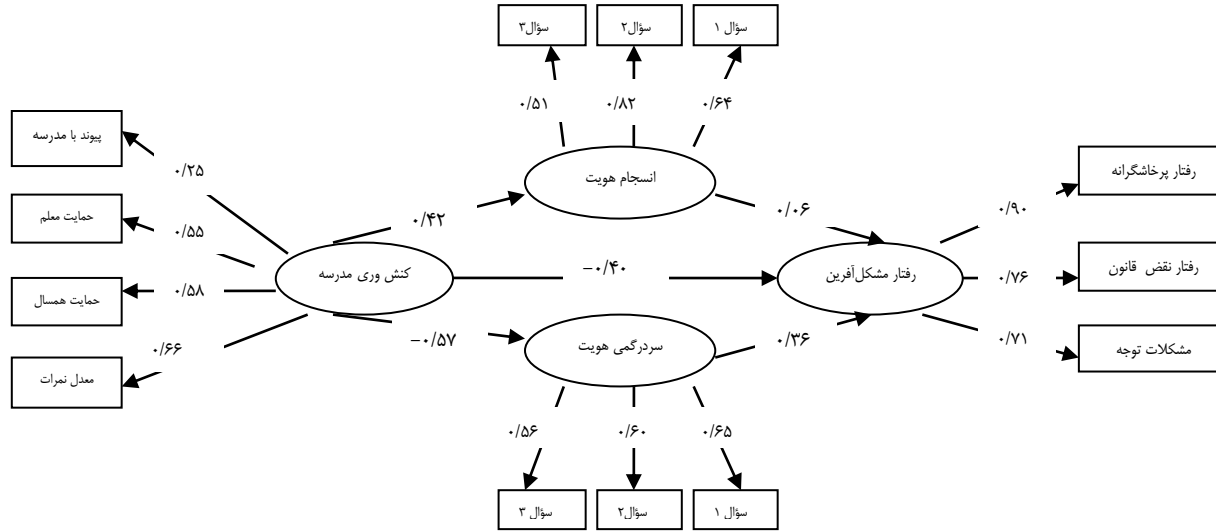 سؤال ۱
سؤال۲
سؤال۳
۰/۶۴
۰/۸۲
۰/۵۱
پیوند با مدرسه
۰/۲۵
انسجام هویت
رفتار پرخاشگرانه
حمایت معلم
۰/۵۵
۰/۴۲
۰/۰۶
۰/۹۰
کنش وری مدرسه
−۰/۴۰
رفتار مشکل‌آفرین
۰/۷۶
رفتار نقض قانون
حمایت همسال
۰/۵۸
۰/۶۶
−۰/۵۷
سردرگمی هویت
۰/۳۶
۰/۷۱
مشکلات توجه
معدل نمرات
۰/۶۵
۰/۶۰
۰/۵۶
سؤال ۱
سؤال۲
سؤال ۳